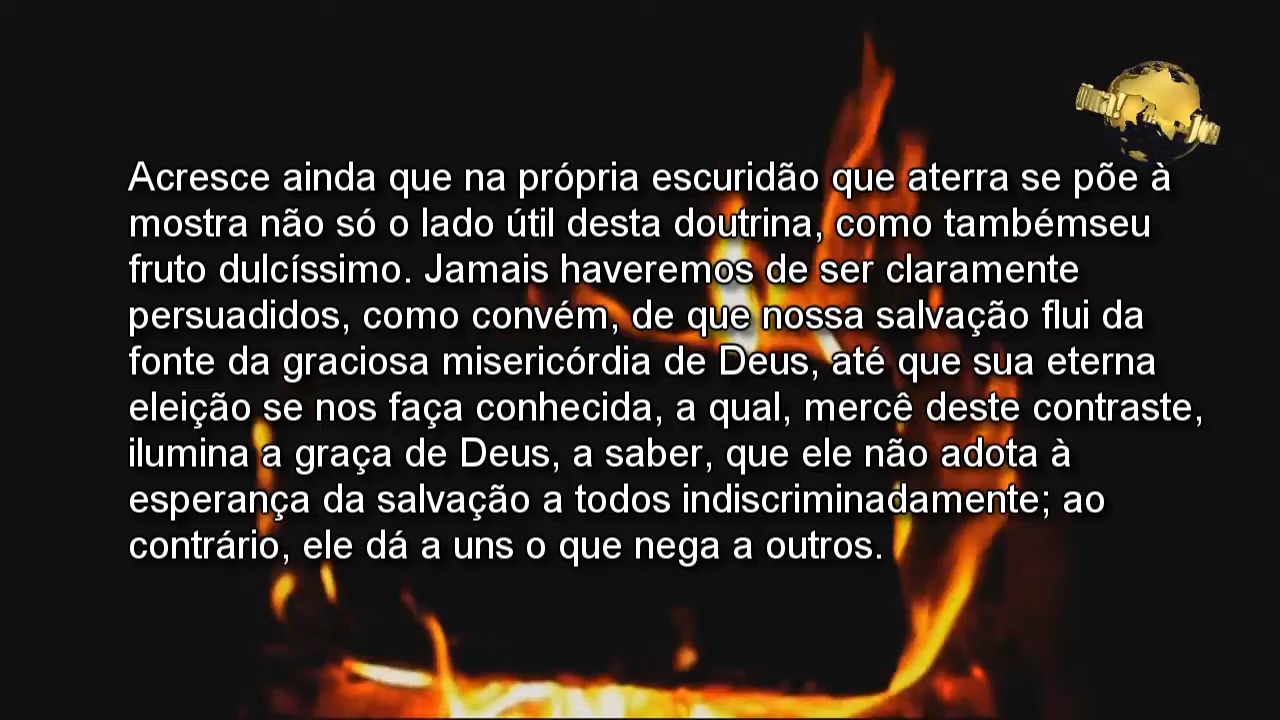 Acresce ainda que na própria escuridão que aterra se põe à
mostra não só o lado útil desta doutrina, como tambémseu
fruto dulcíssimo. Jamais haveremos de ser claramente
persuadidos, como convém, de que nossa salvação flui da
fonte da graciosa misericórdia de Deus, até que sua eterna
eleição se nos faça conhecida, a qual, mercê deste contraste,
ilumina a graça de Deus, a saber, que ele não adota à
esperança da salvação a todos indiscriminadamente; ao
contrário, ele dá a uns o que nega a outros.